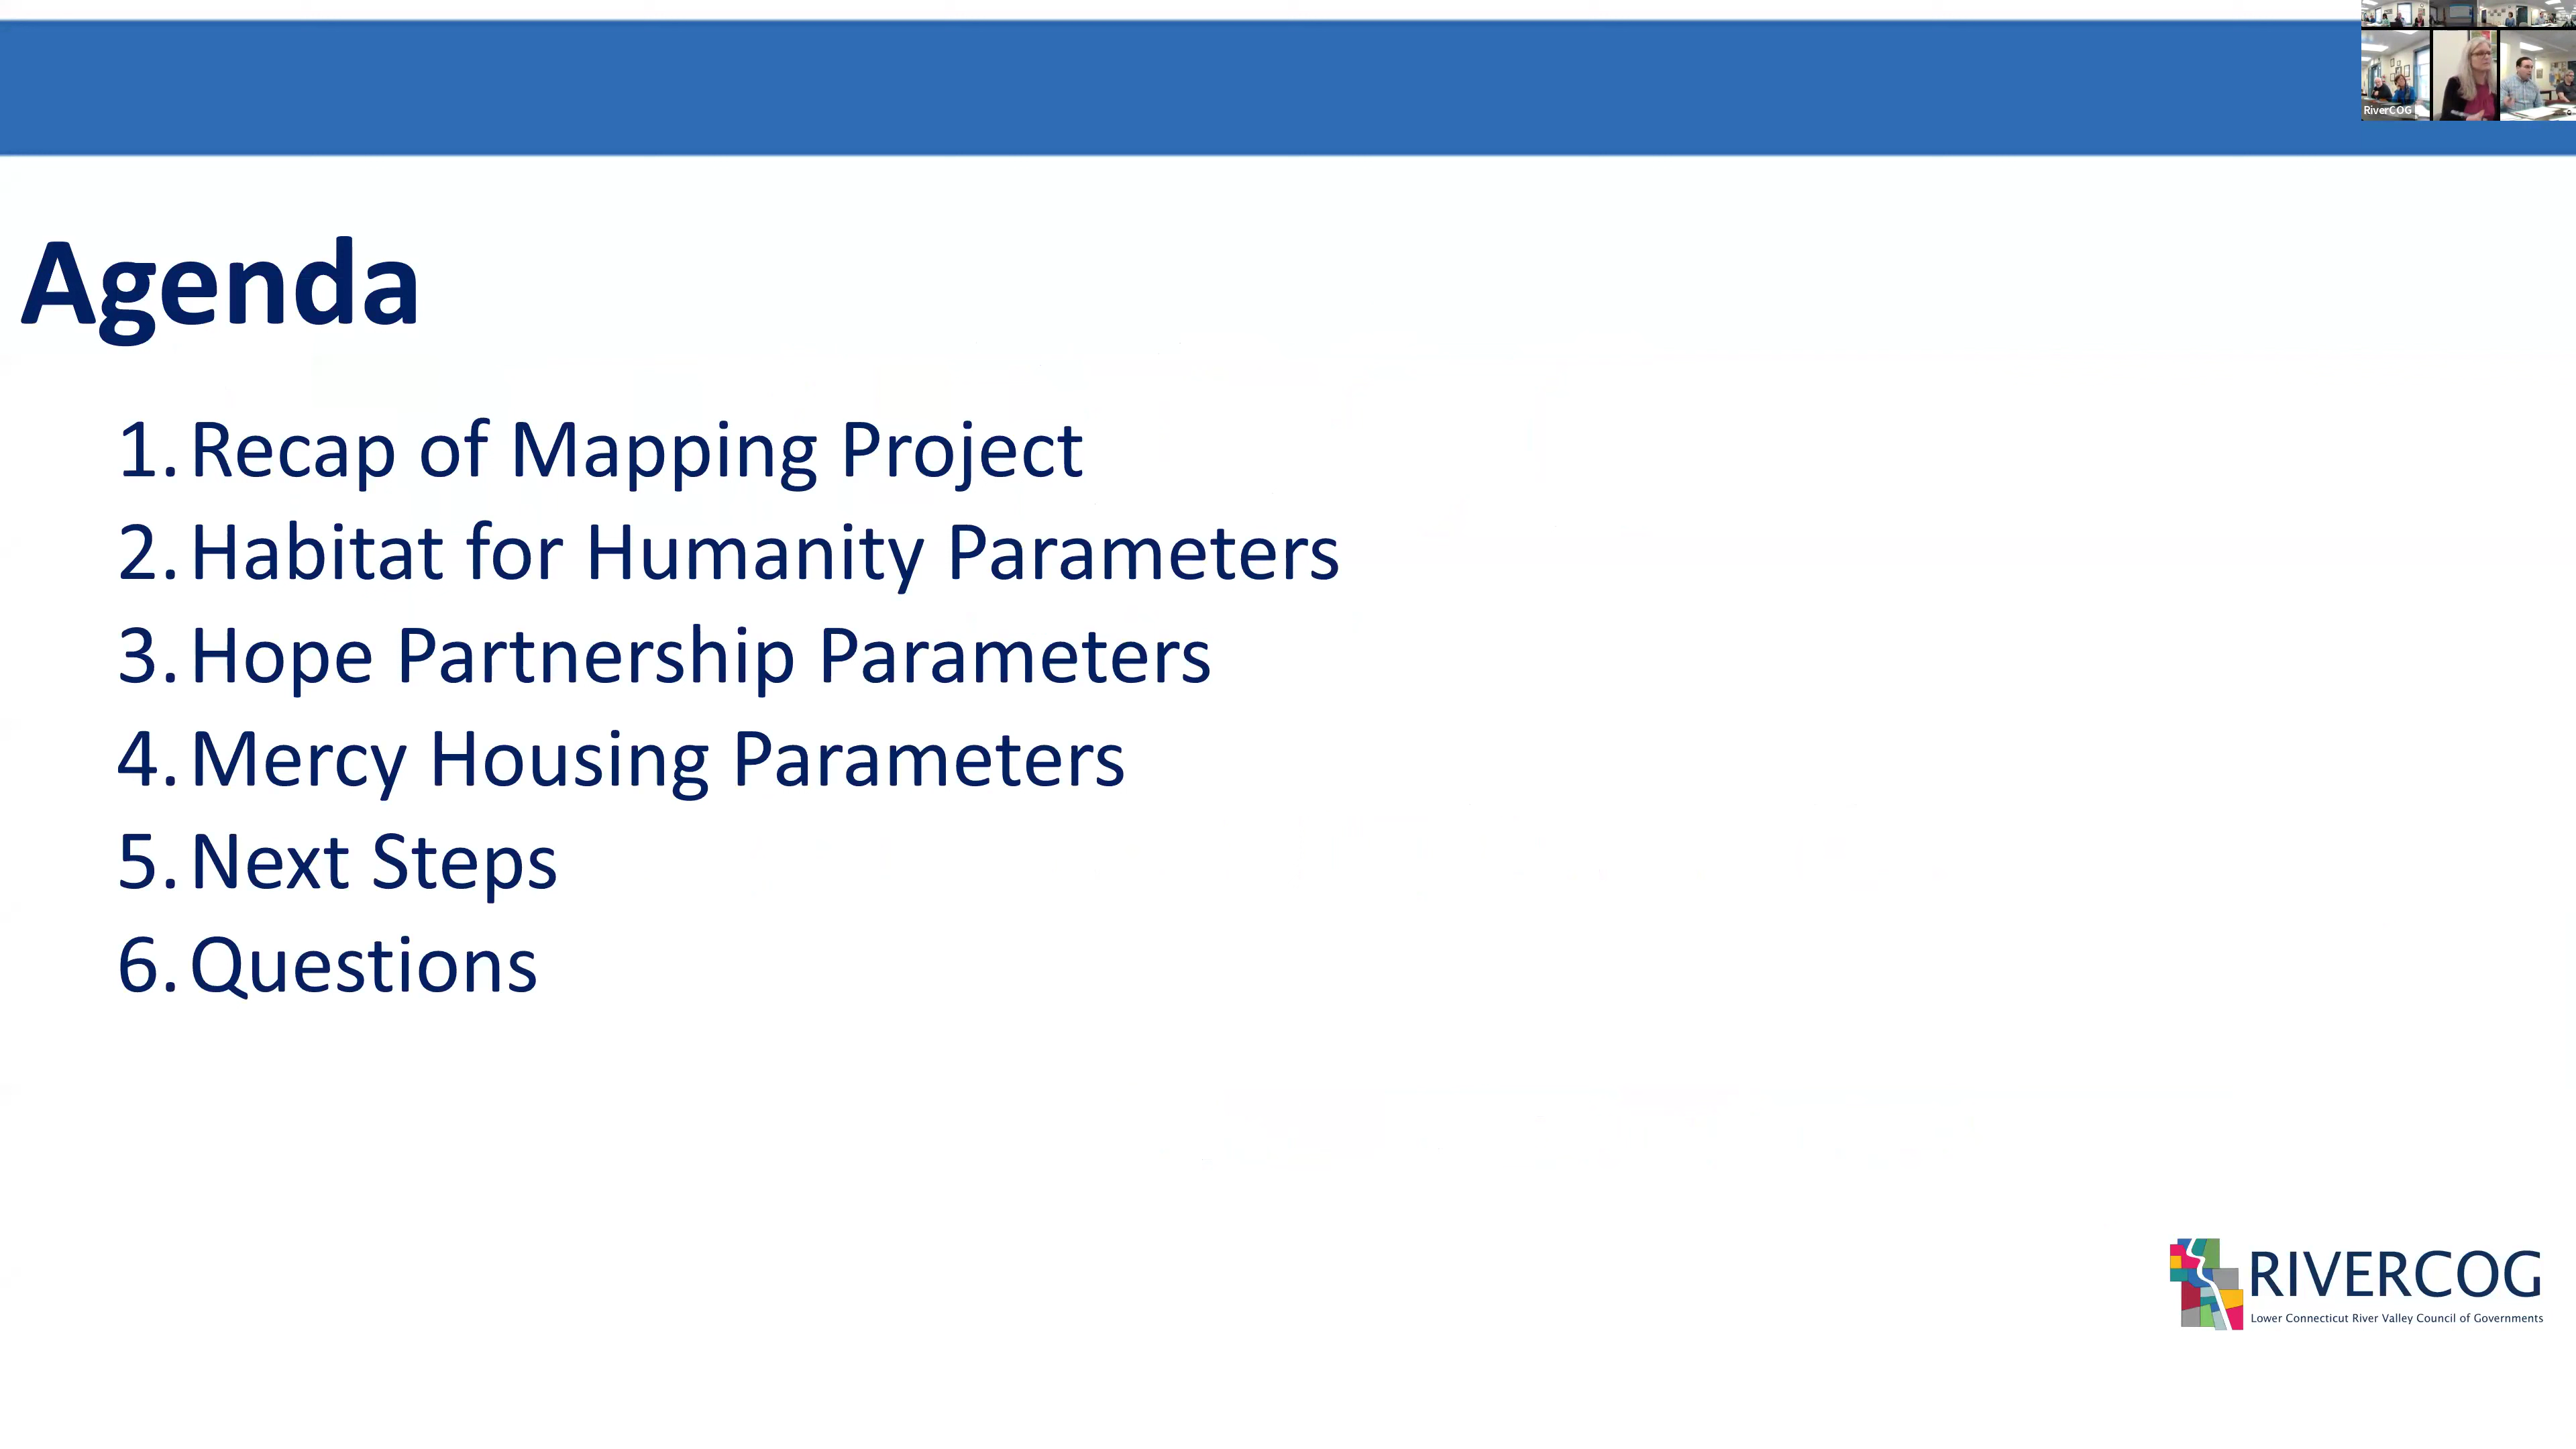 RiverCOG
Agenda
1. Recap of Mapping Project
2. Habitat for Humanity Parameters
3. Hope Partnership Parameters
4. Mercy Housing Parameters
5. Next Steps
6. Questions
RIVERCOG
Lower Connecticut River Valley Council of Governments